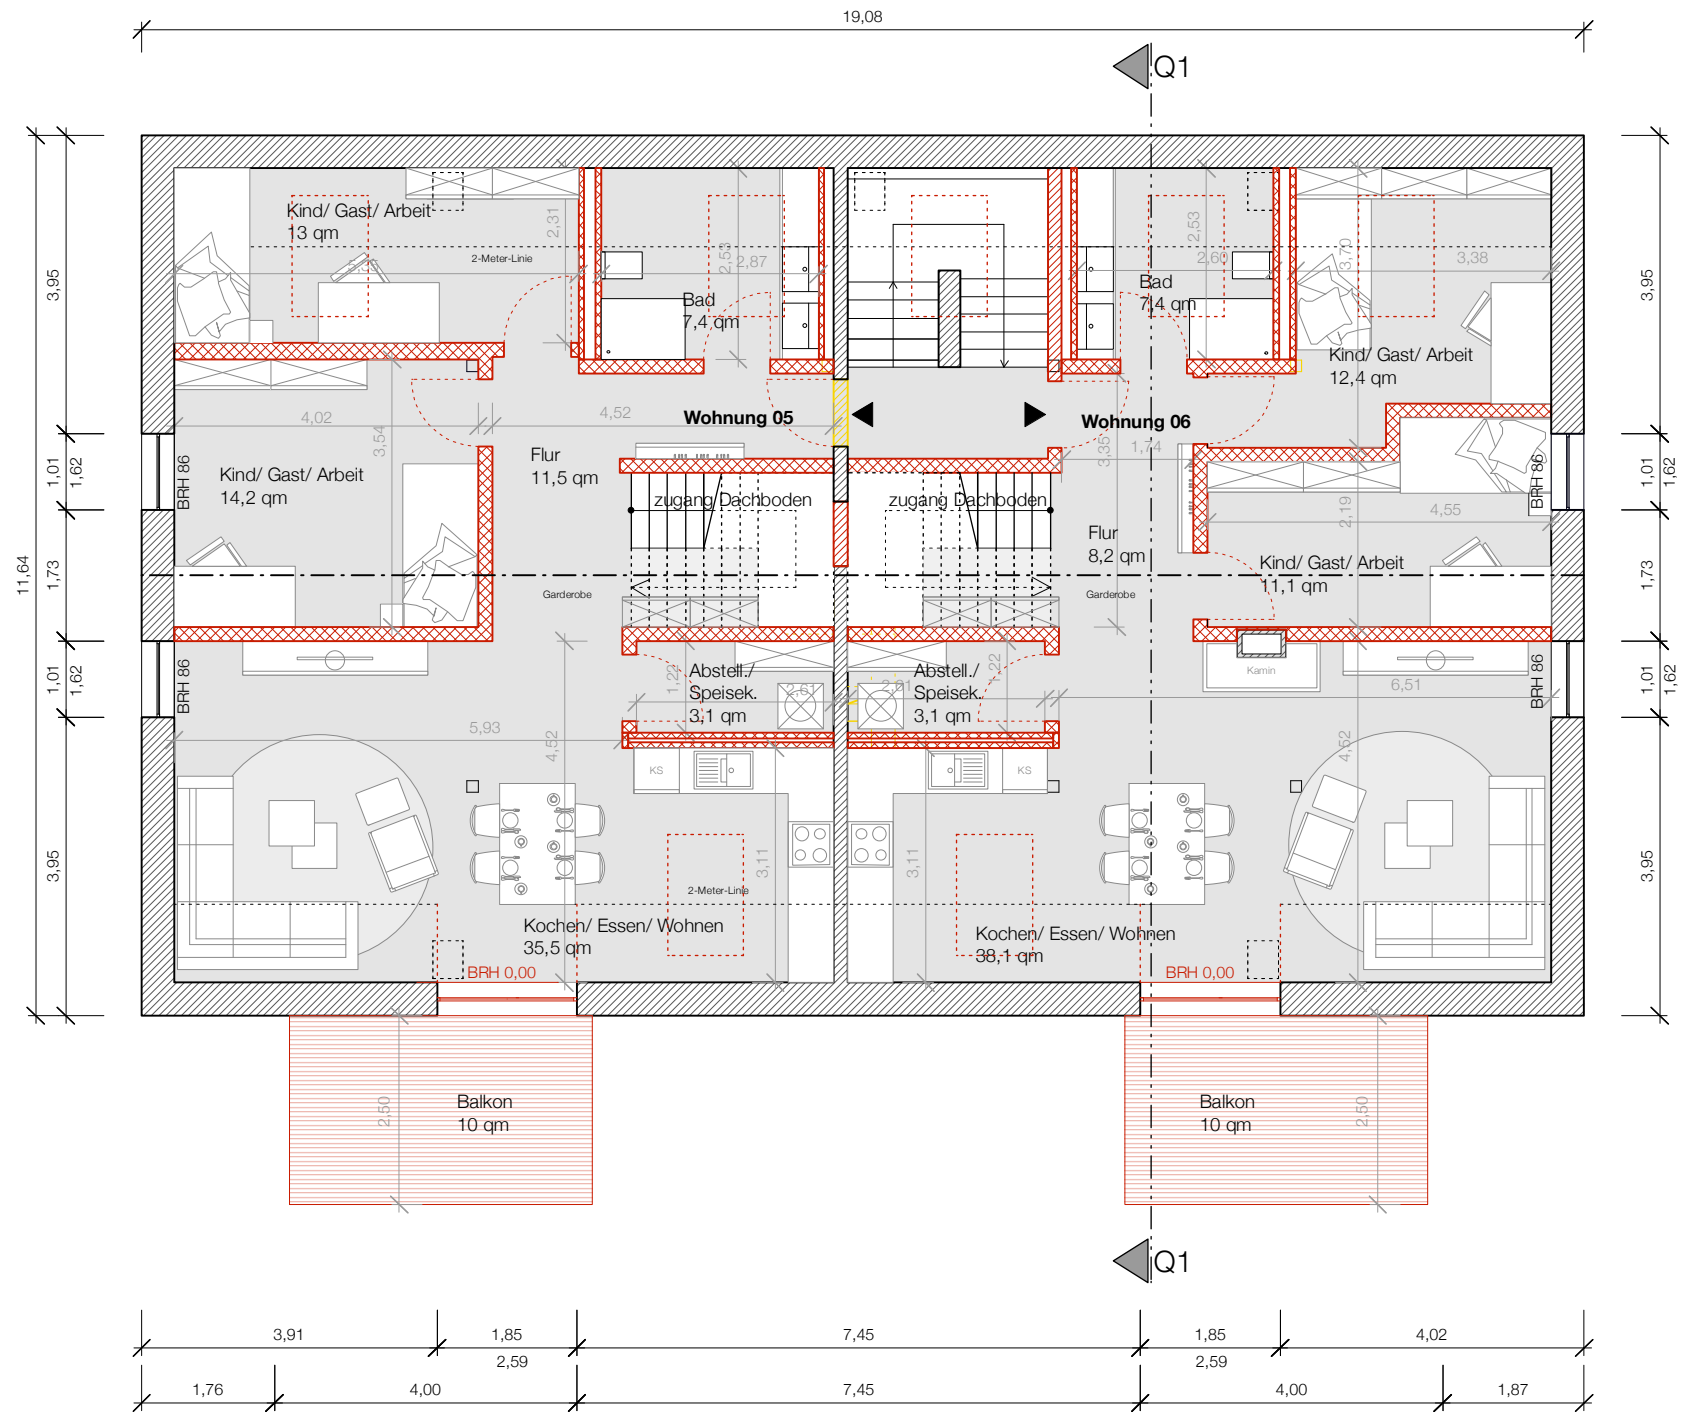 19,08
Q1
Kind/ Gast/ Arbeit
13 qm
2-Meter-Linie
2,31
2,53
2,87
Bad
7,4 qm
2,53
2,60
Bad
7,4 qm
3,70
3,38
Kind/ Gast/ Arbeit
12,4 qm
3,95
3,95
4,02
3,54
4,52
Wohnung 05
Wohnung 06
3,35
1,74
Kind/ Gast/ Arbeit
14,2 qm
Flur
11,5 qm
zugang Dachboden
zugang Dachboden
Flur
8,2 qm
2,19
4,55
Kind/ Gast/ Arbeit
11,1 qm
BRH 86
BRH 86
1,01
1,62
1,01
1,62
11,64
1,73
1,73
Garderobe
Garderobe
BRH 86
BRH 86
1,01
1,62
1,01
1,62
1,22
Abstell./
Speisek.
3,1 qm
2,61
1,22
Abstell./
Speisek.
3,1 qm
Kamin
6,51
5,93
4,52
4,52
KS
KS
3,11
3,11
3,95
3,95
2-Meter-Linie
Kochen/ Essen/ Wohnen
35,5 qm
Kochen/ Essen/ Wohnen
38,1 qm
BRH 0,00
BRH 0,00
2,50
Balkon
10 qm
Balkon
10 qm
2,50
Q1
3,91
1,85
2,59
7,45
1,85
2,59
4,02
1,76
4,00
7,45
4,00
1,87